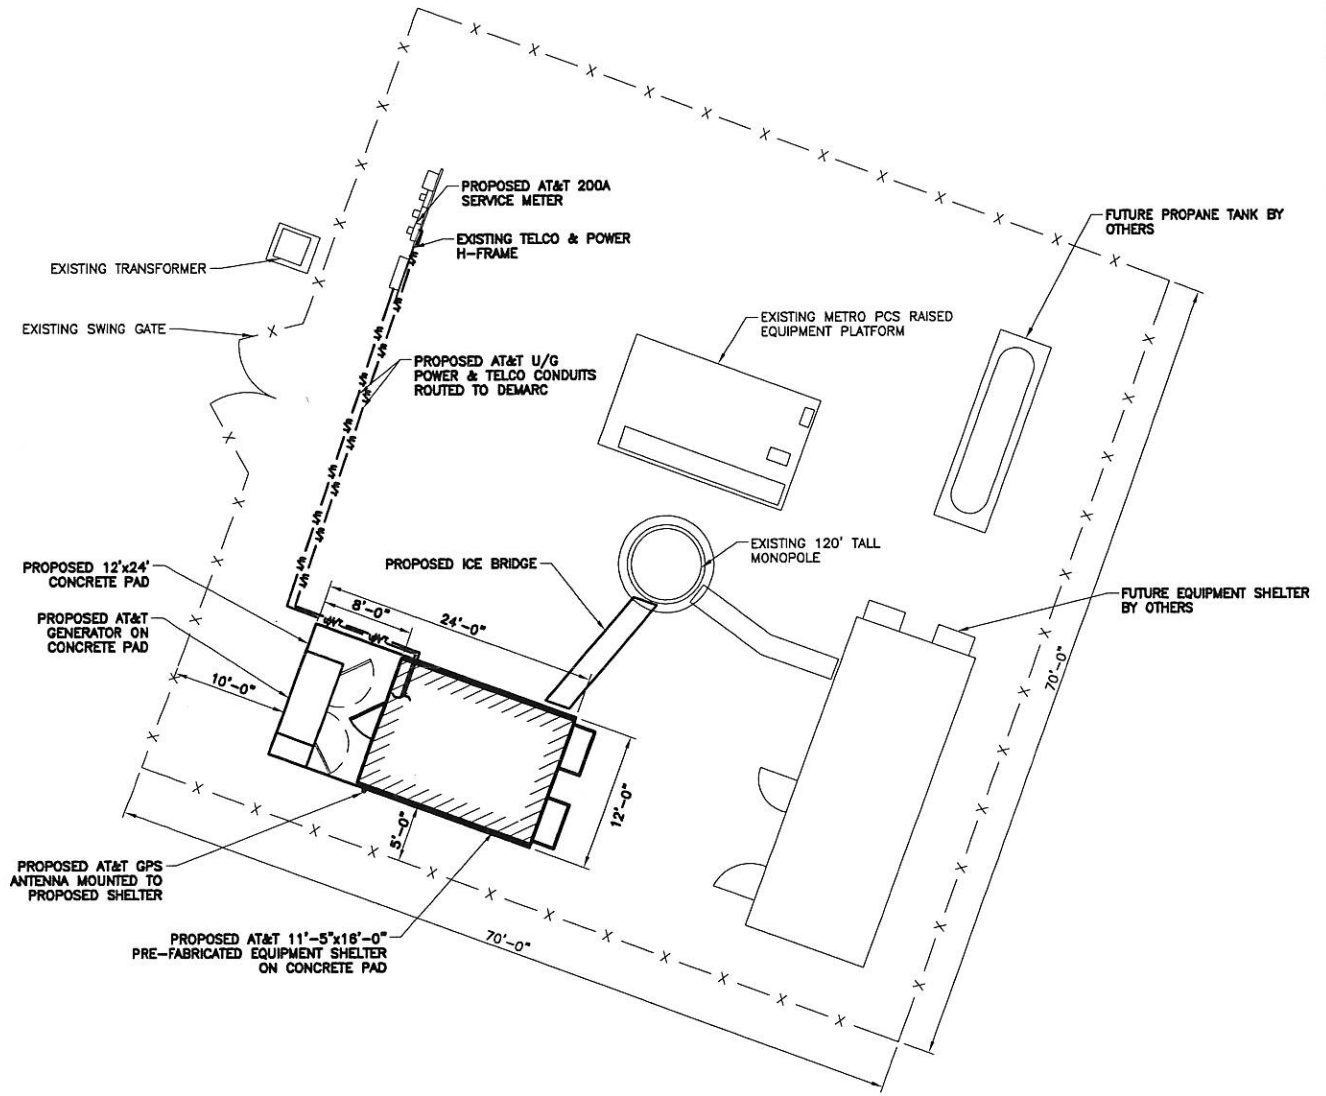 PROPOSED AT&T 200A
SERVICE METER
EXISTING TELCO & POWER
H-FRAME
FUTURE PROPANE TANK BY
OTHERS
EXISTING TRANSFORMER
EXISTING SWING GATE
EXISTING METRO PCS RAISED
EQUIPMENT PLATFORM
PROPOSED AT&T U/G
POWER & TELCO CONDUITS
ROUTED TO DEMARC
EXISTING 120' TALL
MONOPOLE
PROPOSED ICE BRIDGE
PROPOSED 12'x24'
CONCRETE PAD
FUTURE EQUIPMENT SHELTER
BY OTHERS
PROPOSED AT&T
GENERATOR ON
CONCRETE PAD
8'-0"
24'-0"
10'-0"
70'-0"
12'-0"
5'-0"
PROPOSED AT&T GPS
ANTENNA MOUNTED TO
PROPOSED SHELTER
PROPOSED AT&T 11'-5"x16'-0"
PRE-FABRICATED EQUIPMENT SHELTER
ON CONCRETE PAD
70'-0"